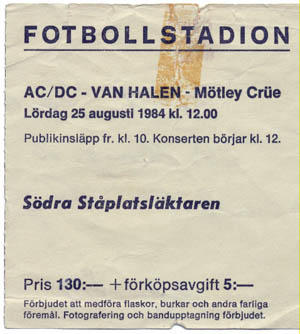 FOTBOLLSTADION
AC/DC - VAN HALEN - Mötley Crüe
Lördag 25 augusti 1984 kl. 12.00
Publikinsläpp fr. kl. 10. Konserten börjar kl. 12.
Södra Ståplatsläktaren
Pris 130:— + förköpsavgift 5:—
Förbjudet att medföra flaskor, burkar och andra farliga
föremål. Fotografering och bandupptagning förbjudet.